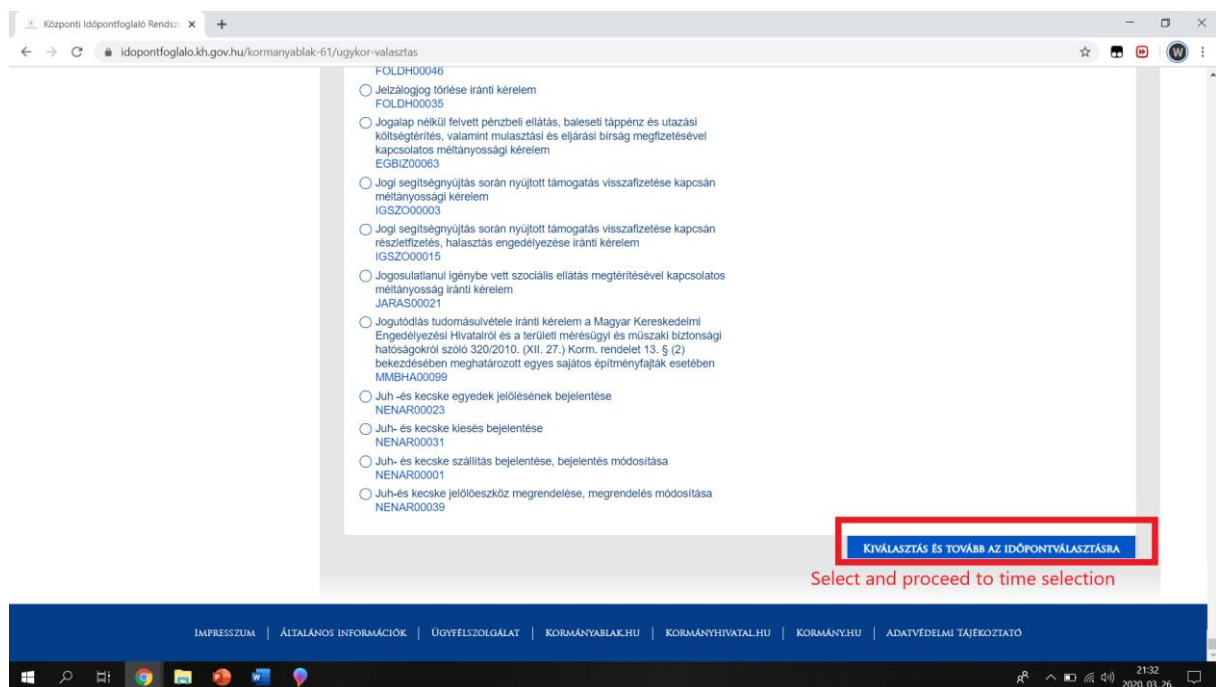 Központi Időpontfoglaló Rendsz
idopontfoglalo.kh.gov.hu/kormanyablak-61/ugykor-valasztas
W
FOLDH00046
Jelzálogjog törlése iránti kérelem
FOLDH00035
Jogalap nélkül felvett pénzbeli ellátás, baleseti táppénz és utazási
költségtérítés, valamint mulasztási és eljárási bírság megfizetésével
kapcsolatos méltányossági kérelem
EGBIZ00063
Jogi segítségnyújtás során nyújtott támogatás visszafizetése kapcsán
méltányossági kérelem
IGSZO00003
Jogi segítségnyújtás során nyújtott támogatás visszafizetése kapcsán
részletfizetés, halasztás engedélyezése iránti kérelem
IGSZO00015
Jogosulatlanul igénybe vett szociális ellátás megtérítésével kapcsolatos
méltányosság iránti kérelem
JARAS00021
Jogutódlás tudomásulvétele iránti kérelem a Magyar Kereskedelmi
Engedélyezési Hivatalról és a területi mérésügyi és műszaki biztonsági
hatóságokról szóló 320/2010. (XII. 27.) Korm. rendelet 13. § (2)
bekezdésében meghatározott egyes sajátos építményfajták esetében
MMBHA00099
Juh -és kecske egyedek jelölésének bejelentése
NENAR00023
Juh- és kecske kiesés bejelentése
NENAR00031
Juh- és kecske szállítás bejelentése, bejelentés módosítása
NENAR00001
Juh-és kecske jelölőeszköz megrendelése, megrendelés módosítása
NENAR00039
Kiválasztás és tovább az időpontválasztásra
Select and proceed to time selection
Impresszum | Általános információk | Ügyfélszolgálat | Kormányablak.hu | Kormányhivatal.hu | Kormány.hu | Adatvédelmi tájékoztató
21:32
2020. 03. 26.